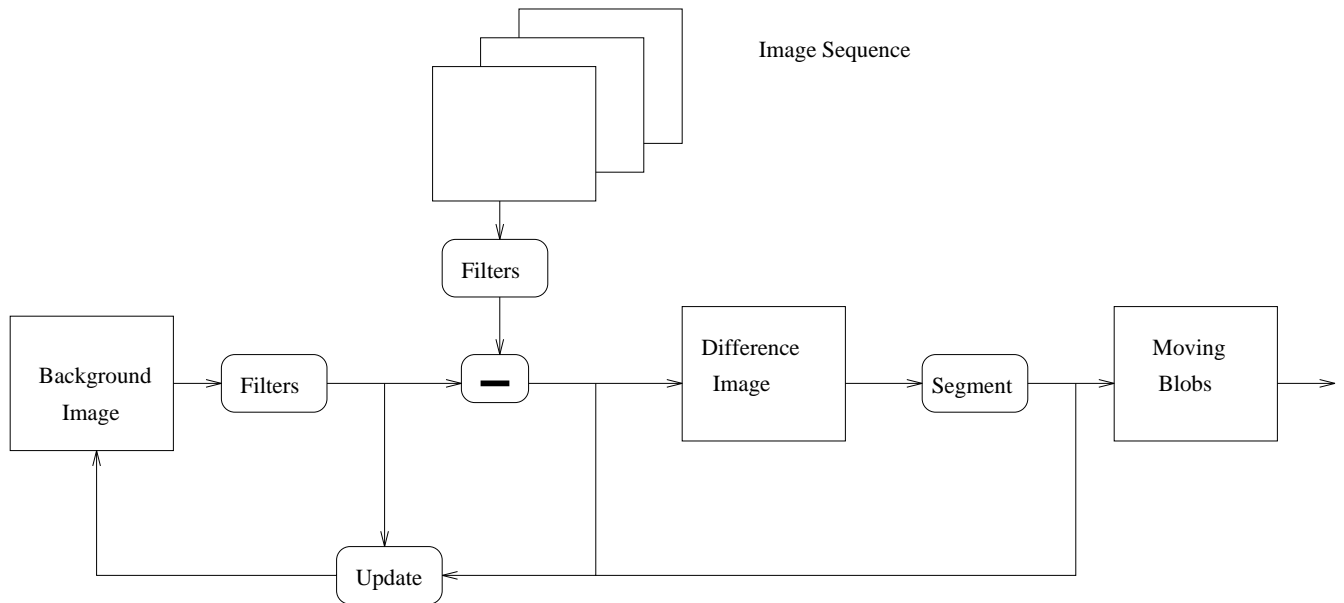 Image Sequence
Filters
Background
Image
Filters
Difference
Image
Segment
Moving
Blobs
Update